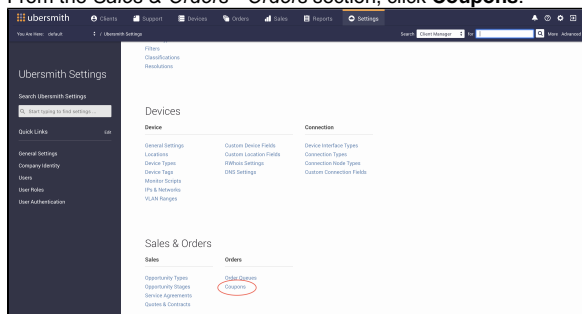 From the Sales & Orders - Orders section, click Coupons.
ubersmith Clients Support Devices Orders Sales Reports Settings
You Are Here: default / Ubersmith Settings Search Client Manager for More Advanced
Filters
Classifications
Resolutions
Ubersmith Settings
Search Ubersmith Settings
Start typing to find settings ...
Quick Links
General Settings
Company Identity
Users
User Roles
User Authentication
Devices
Device Connection
General Settings Custom Device Fields Device Interface Types
Locations Custom Location Fields Connection Types
Device Types RWhois Settings Connection Node Types
Device Tags DNS Settings Custom Connection Fields
Monitor Scripts
IPs & Networks
VLAN Ranges
Sales & Orders
Sales Orders
Opportunity Types Order Queues
Opportunity Stages Coupons
Service Agreements
Quotes & Contracts